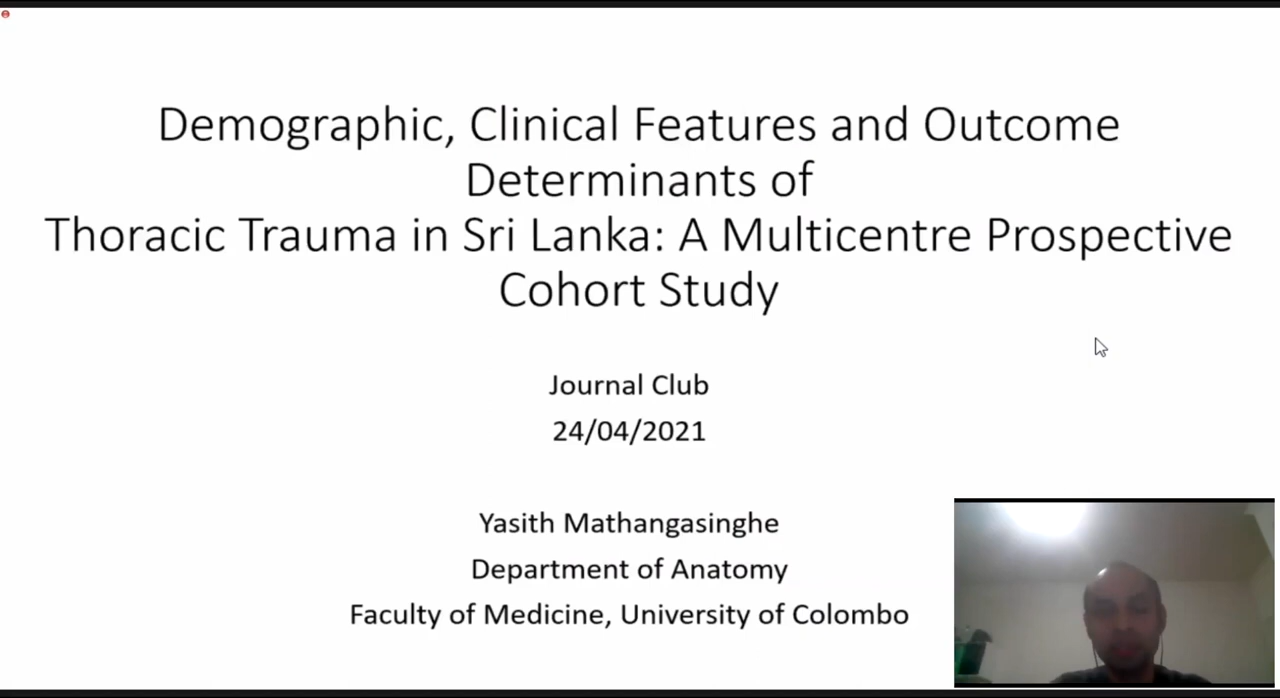 Demographic, Clinical Features and Outcome
Determinants of
Thoracic Trauma in Sri Lanka: A Multicentre Prospective
Cohort Study
Journal Club
24/04/2021
Yasith Mathangasinghe
Department of Anatomy
Faculty of Medicine, University of Colombo